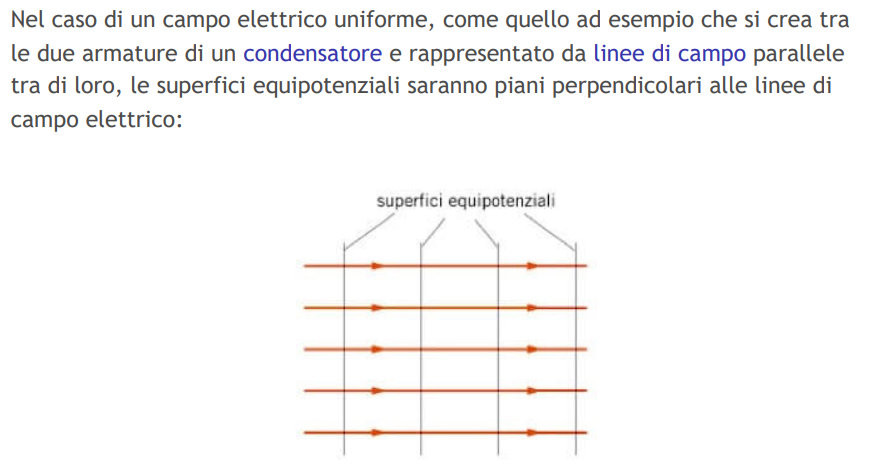 Nel caso di un campo elettrico uniforme, come quello ad esempio che si crea tra
le due armature di un condensatore e rappresentato da linee di campo parallele
tra di loro, le superfici equipotenziali saranno piani perpendicolari alle linee di
campo elettrico:
superfici equipotenziali